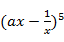 (ax − 1/x)⁵